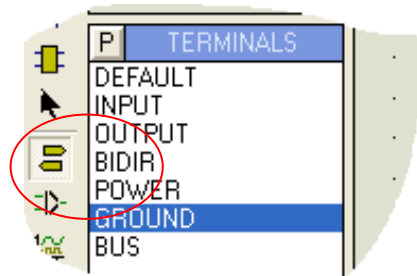 P TERMINALS
DEFAULT
INPUT
OUTPUT
BIDIR
POWER
GROUND
BUS